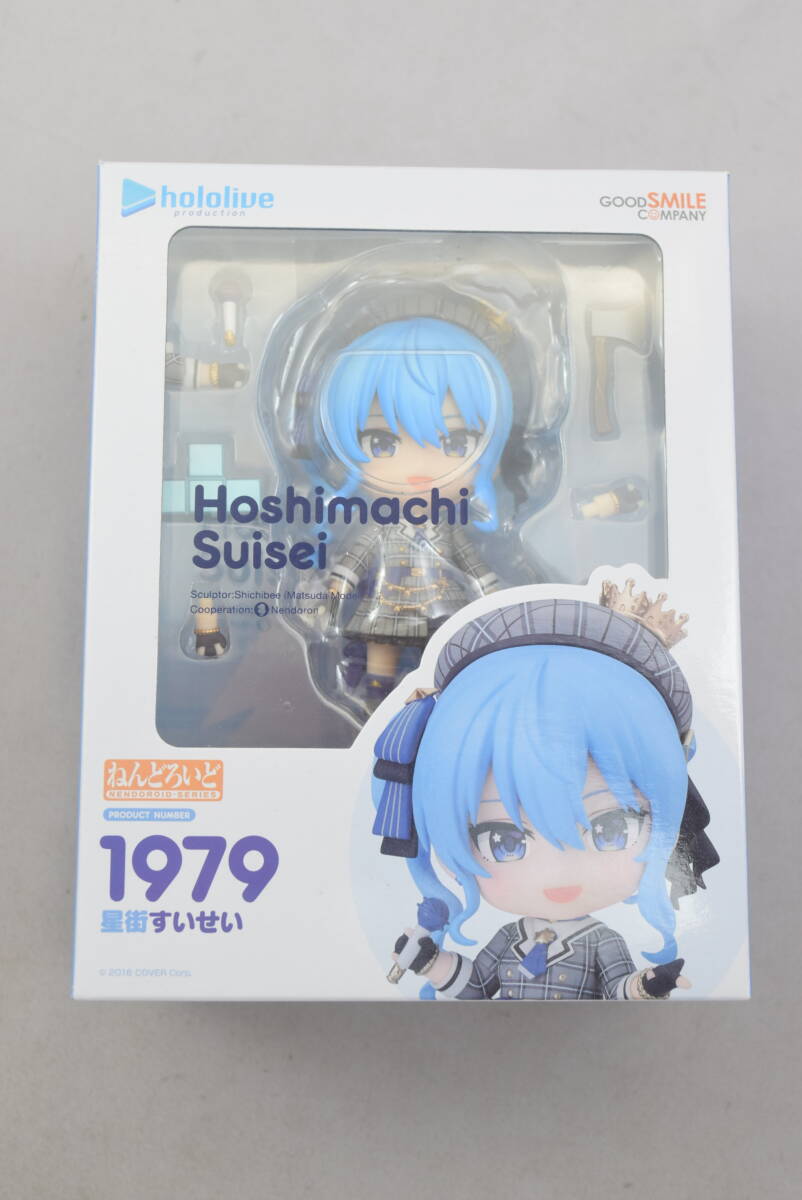 hololive
production
GOOD SMILE
COMPANY
Hoshimachi
Suisei
Sculptor:Shichibee (Matsuda Model)
Cooperation: Nendoron
ねんどろいど
NENDOROID-SERIES
PRODUCT NUMBER
1979
星街すいせい
© 2016 COVER Corp.